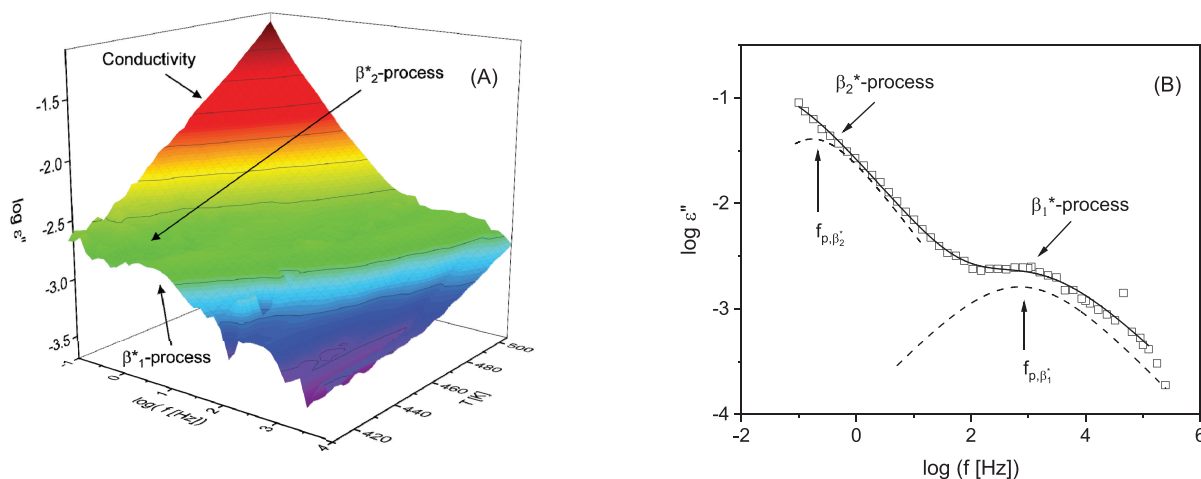 (A)
Conductivity
β*₂-process
-1.5
-2.0
-2.5
-3.0
-3.5
log ε"
β*₁-process
-1
0
1
2
3
4
log( f [Hz])
420
440
460
480
500
T[K]
(B)
β₂*-process
β₁*-process
f_p,β₂*
f_p,β₁*
-1
-2
-3
-4
log ε"
-2
0
2
4
6
log (f [Hz])